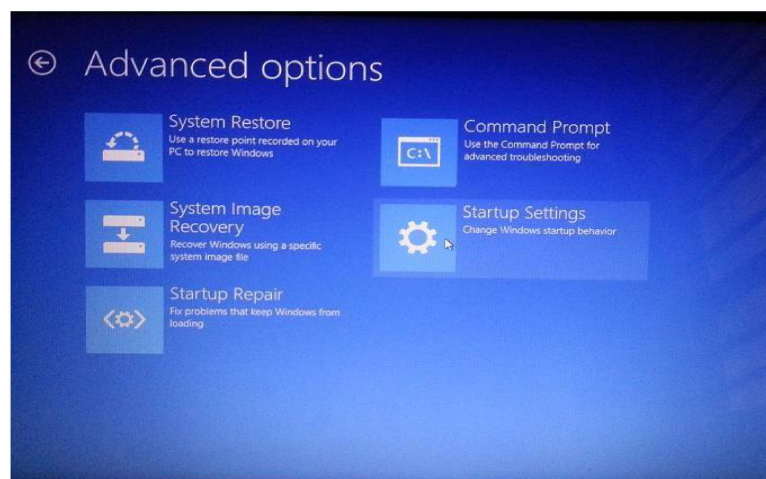 Advanced options
System Restore
Use a restore point recorded on your
PC to restore Windows
System Image
Recovery
Recover Windows using a specific
system image file
Startup Repair
Fix problems that keep Windows from
loading
Command Prompt
C:\
Use the Command Prompt for
advanced troubleshooting
Startup Settings
Change Windows startup behavior